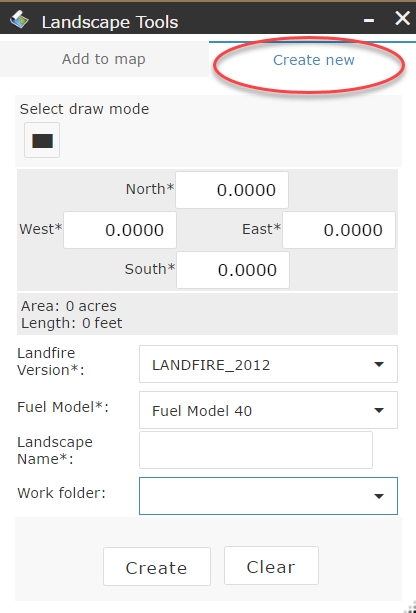 Landscape Tools
Add to map
Create new
Select draw mode
North* 0.0000
West* 0.0000 East* 0.0000
South* 0.0000
Area: 0 acres
Length: 0 feet
Landfire
Version*: LANDFIRE_2012
Fuel Model*: Fuel Model 40
Landscape
Name*:
Work folder:
Create Clear